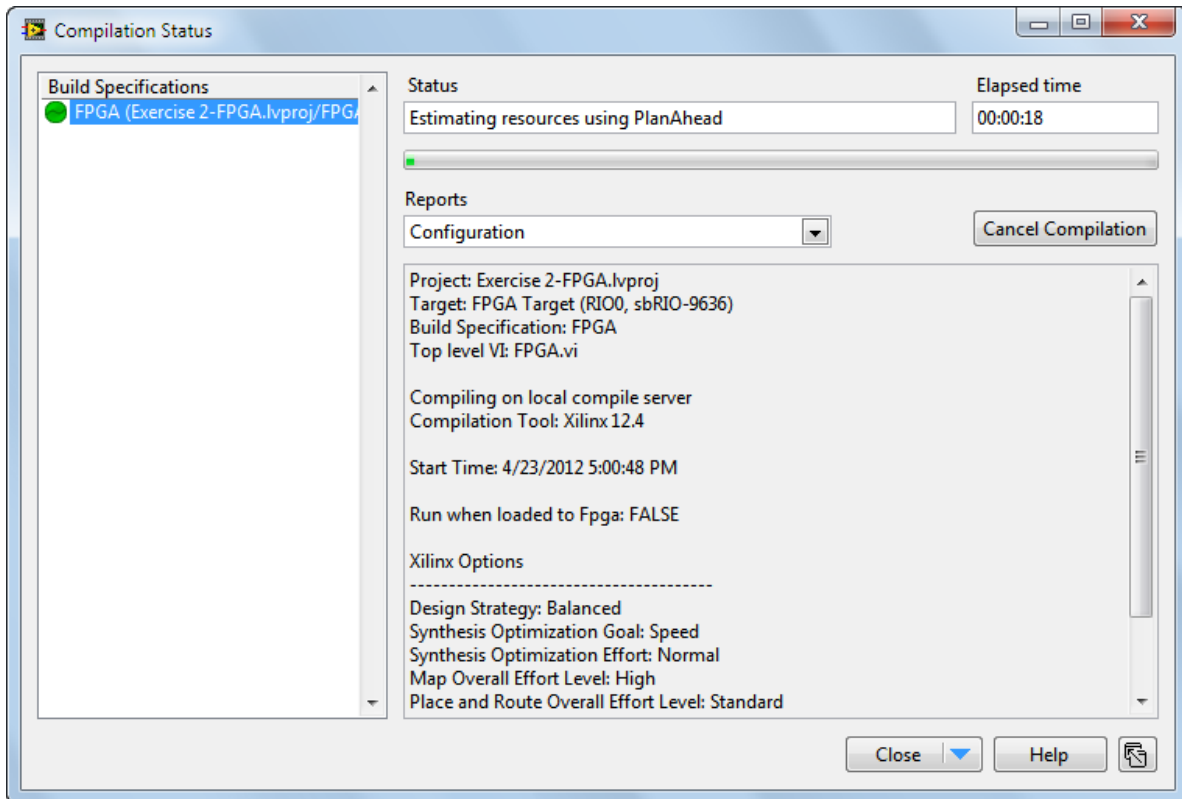 Compilation Status
Build Specifications
FPGA (Exercise 2-FPGA.lvproj/FPGA
Status
Elapsed time
Estimating resources using PlanAhead
00:00:18
Reports
Configuration
Cancel Compilation
Project: Exercise 2-FPGA.lvproj
Target: FPGA Target (RIO0, sbRIO-9636)
Build Specification: FPGA
Top level VI: FPGA.vi
Compiling on local compile server
Compilation Tool: Xilinx 12.4
Start Time: 4/23/2012 5:00:48 PM
Run when loaded to Fpga: FALSE
Xilinx Options
---------------------------------------
Design Strategy: Balanced
Synthesis Optimization Goal: Speed
Synthesis Optimization Effort: Normal
Map Overall Effort Level: High
Place and Route Overall Effort Level: Standard
Close
Help